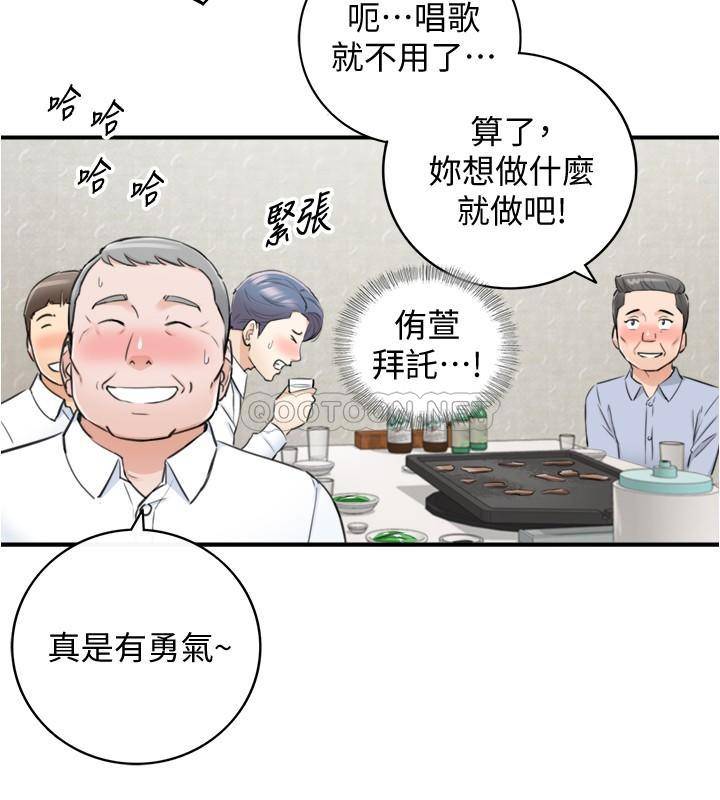 呃…唱歌
就不用了…
算了,
妳想做什麼
就做吧!
哈
哈
哈
哈
緊張
侑萱
拜託…!
QOOTOON.NET
真是有勇氣~